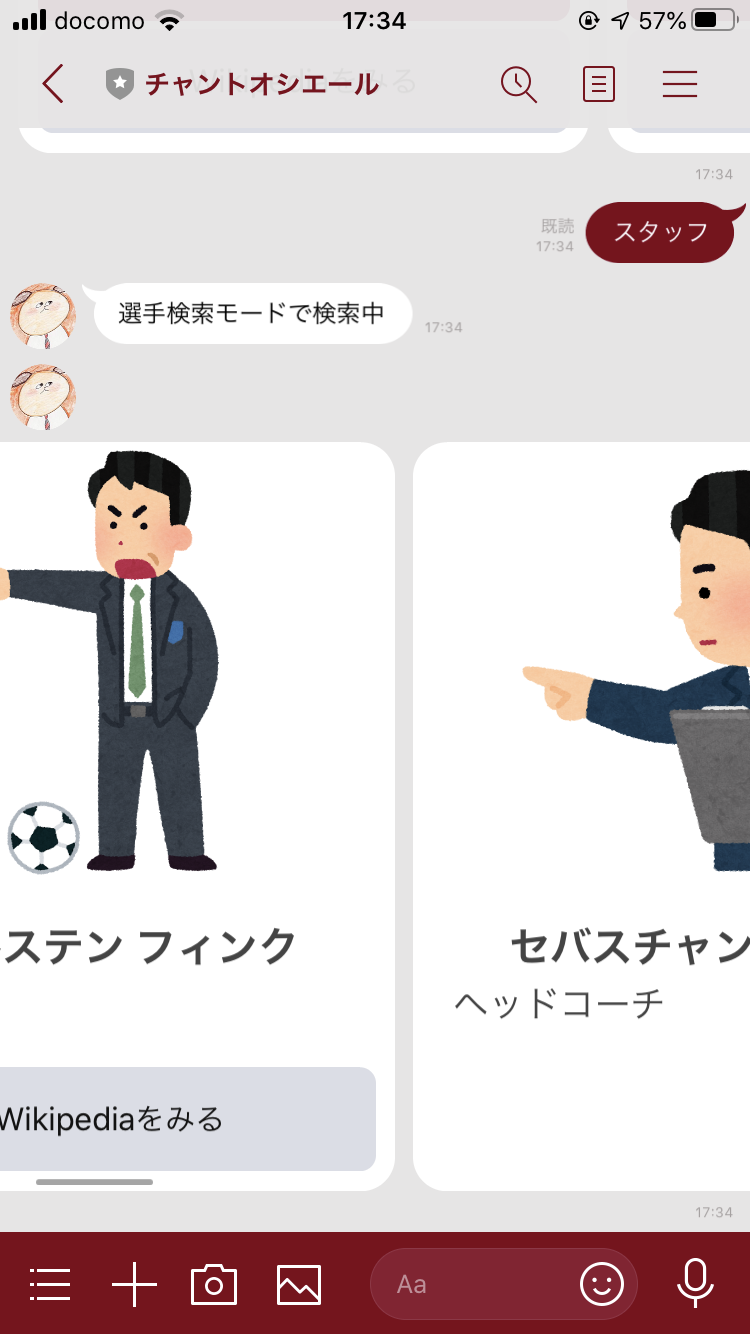 docomo 17:34 57%
チャントオシエール
17:34
スタッフ
既読
17:34
選手検索モードで検索中
17:34
ステン フィンク
セバスチャン
ヘッドコーチ
Wikipediaをみる
17:34
Aa